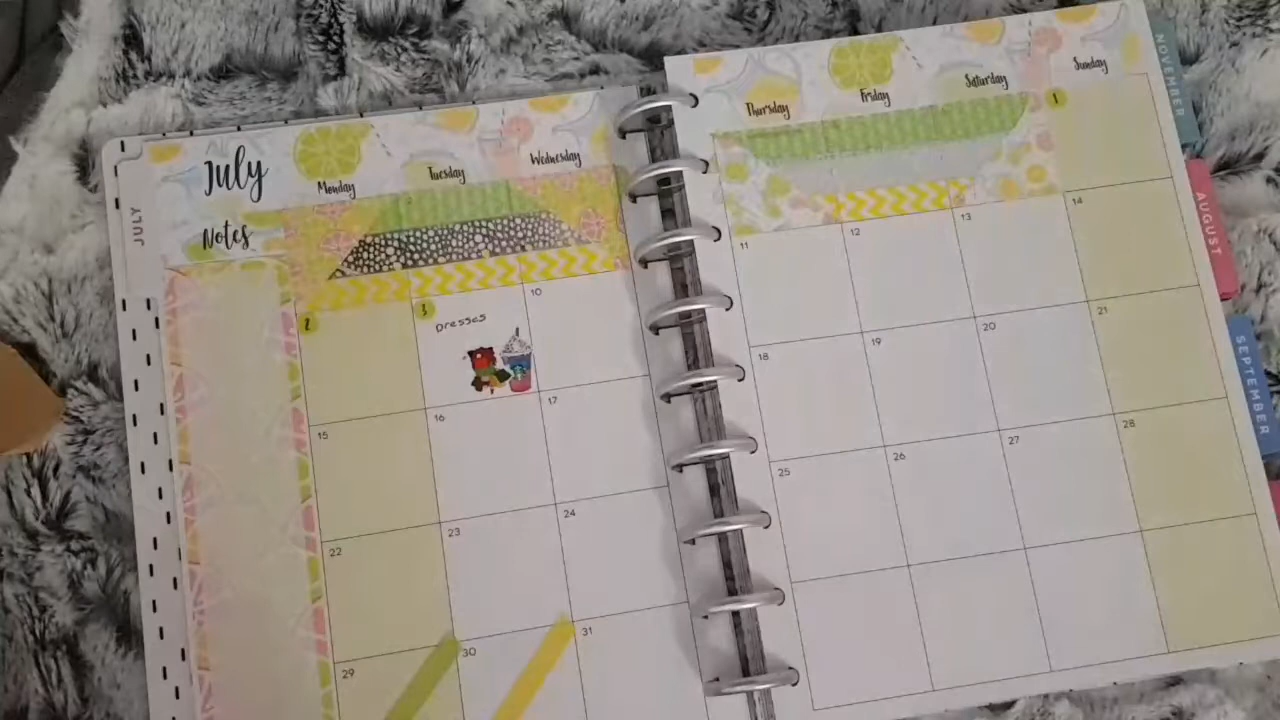 July
Monday
Tuesday
Wednesday
Thursday
Friday
Saturday
Sunday
Notes
JULY
NOVEMBER
AUGUST
SEPTEMBER
1
2
3
presses
10
11
12
13
14
15
16
17
18
19
20
21
22
23
24
25
26
27
28
29
30
31